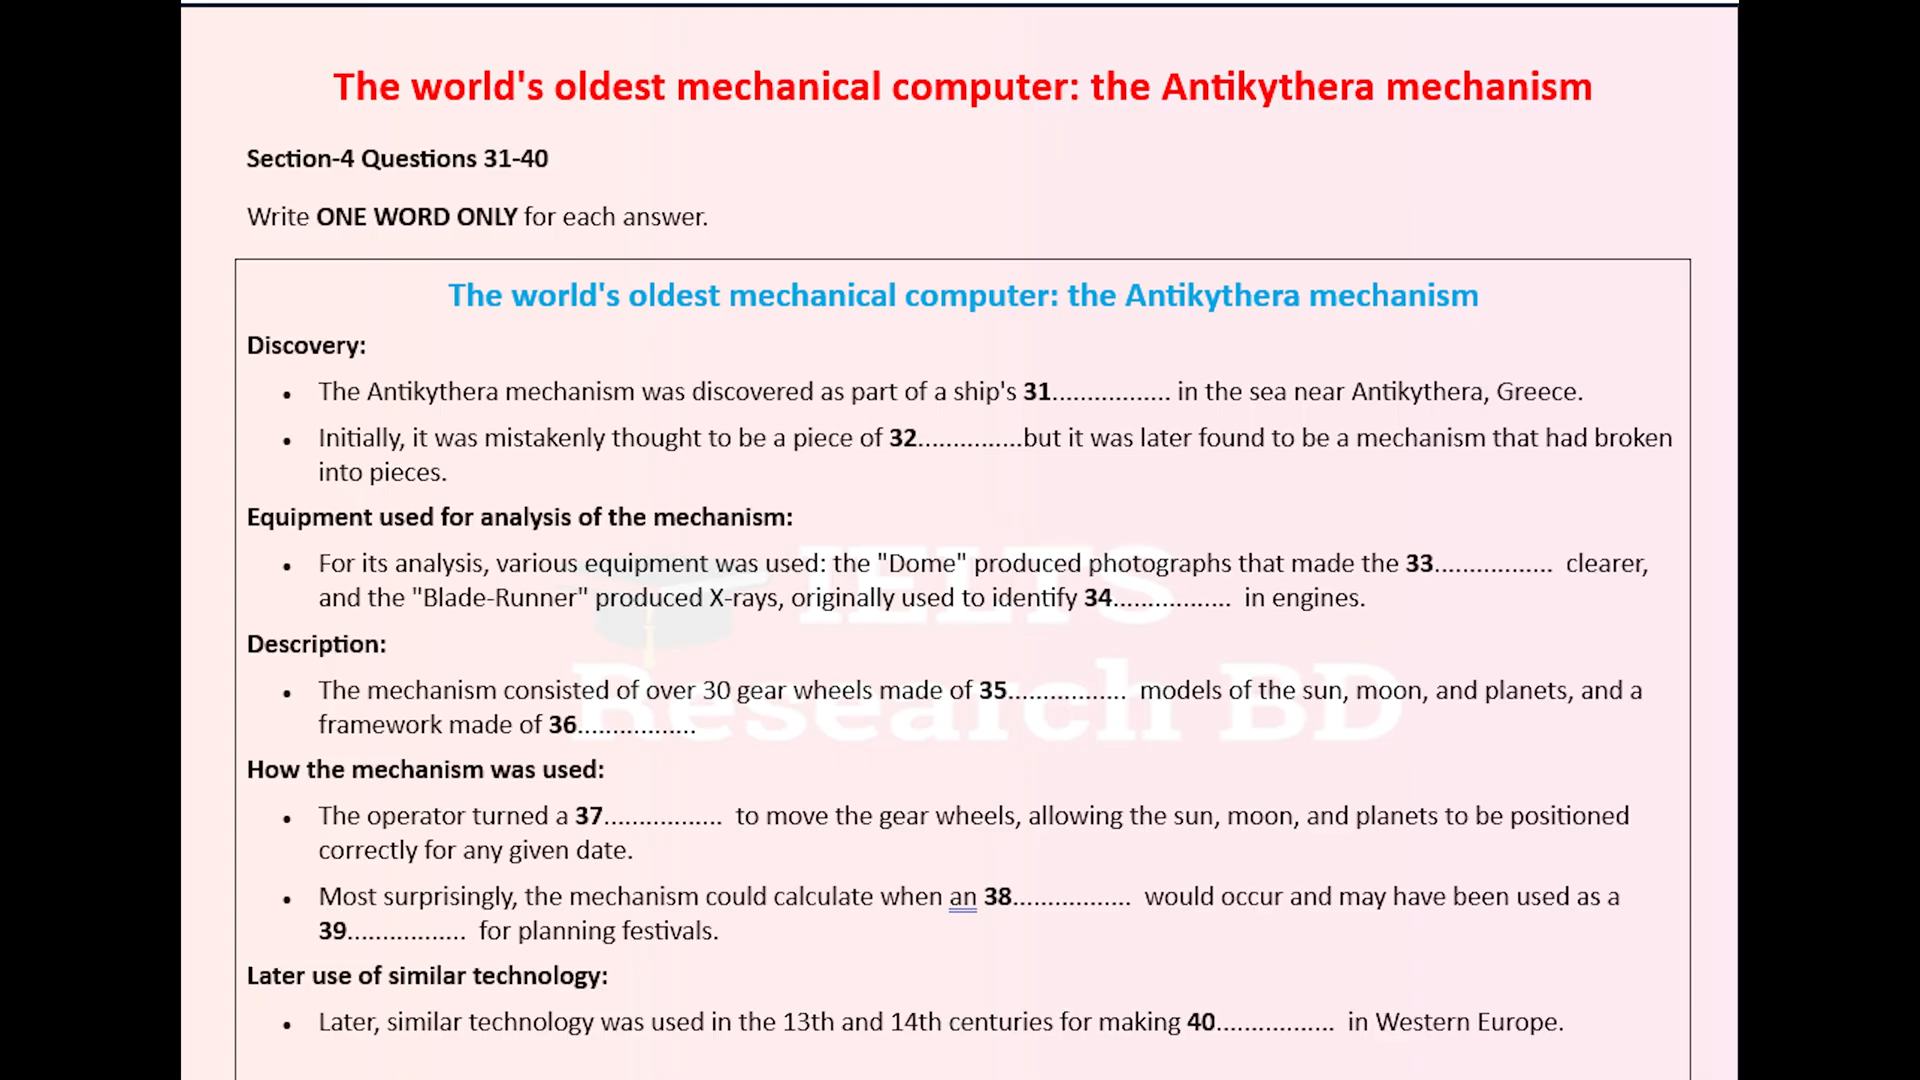 The world's oldest mechanical computer: the Antikythera mechanism
Section-4 Questions 31-40
Write ONE WORD ONLY for each answer.
The world's oldest mechanical computer: the Antikythera mechanism
Discovery:
• The Antikythera mechanism was discovered as part of a ship's 31................. in the sea near Antikythera, Greece.
• Initially, it was mistakenly thought to be a piece of 32...............but it was later found to be a mechanism that had broken
into pieces.
Equipment used for analysis of the mechanism:
• For its analysis, various equipment was used: the "Dome" produced photographs that made the 33................. clearer,
and the "Blade-Runner" produced X-rays, originally used to identify 34................. in engines.
IELTS
Description:
• The mechanism consisted of over 30 gear wheels made of 35................. models of the sun, moon, and planets, and a
framework made of 36.................
Research BD
How the mechanism was used:
• The operator turned a 37................. to move the gear wheels, allowing the sun, moon, and planets to be positioned
correctly for any given date.
• Most surprisingly, the mechanism could calculate when an 38................. would occur and may have been used as a
39................. for planning festivals.
Later use of similar technology:
• Later, similar technology was used in the 13th and 14th centuries for making 40................. in Western Europe.